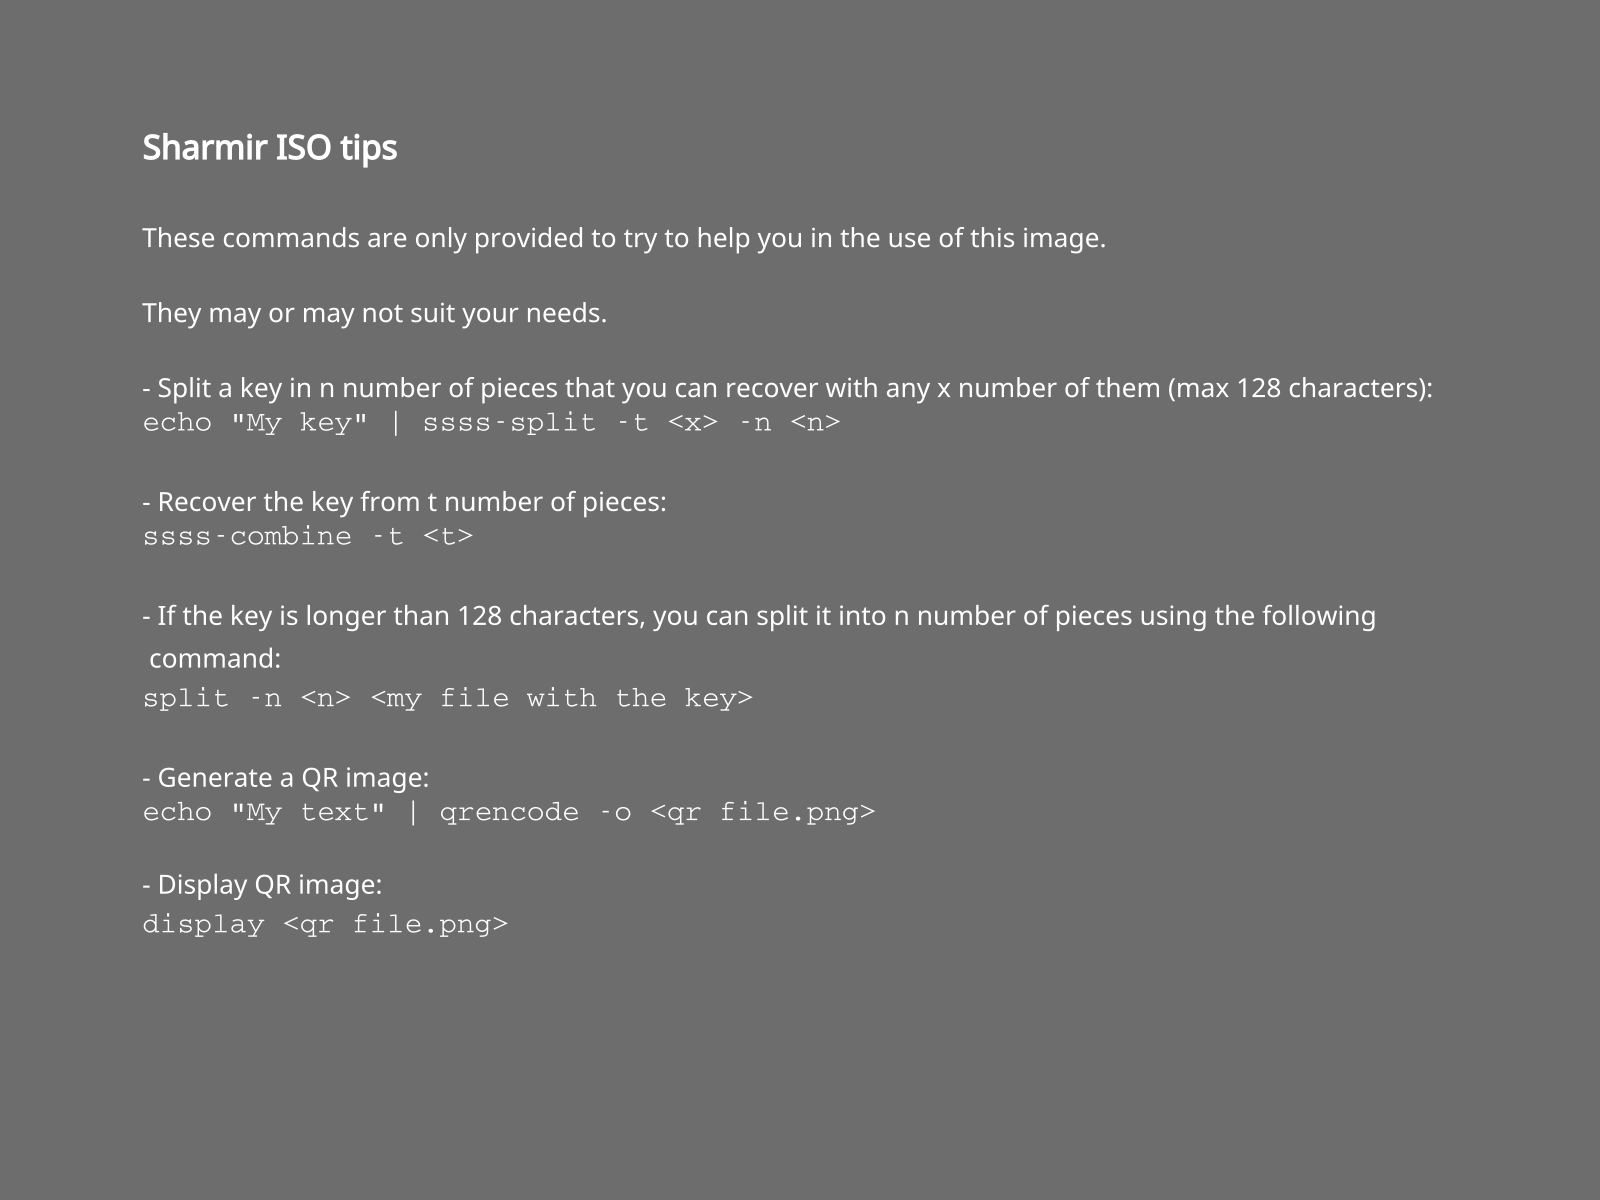 Sharmir ISO tips
These commands are only provided to try to help you in the use of this image.
They may or may not suit your needs.
- Split a key in n number of pieces that you can recover with any x number of them (max 128 characters):
echo "My key" | ssss-split -t <x> -n <n>
- Recover the key from t number of pieces:
ssss-combine -t <t>
- If the key is longer than 128 characters, you can split it into n number of pieces using the following
command:
split -n <n> <my file with the key>
- Generate a QR image:
echo "My text" | qrencode -o <qr file.png>
- Display QR image:
display <qr file.png>